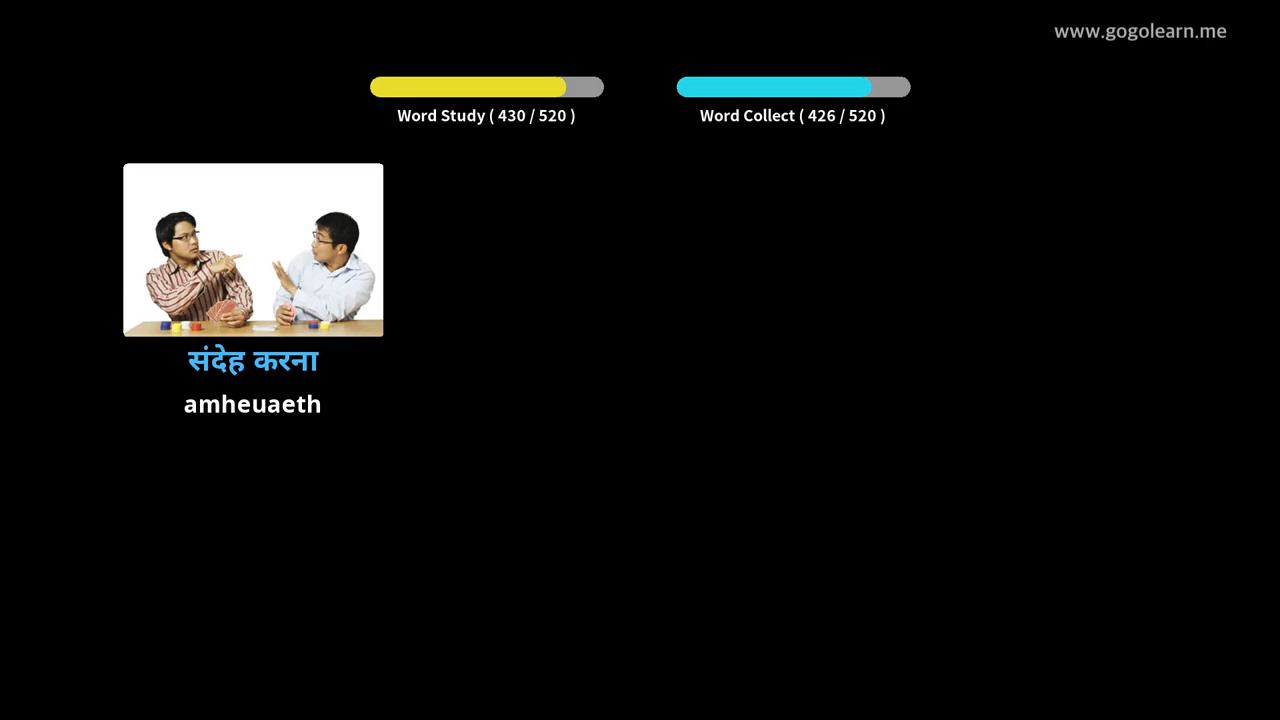 www.gogolearn.me
Word Study ( 430 / 520 )
Word Collect ( 426 / 520 )
संदेह करना
amheuaeth